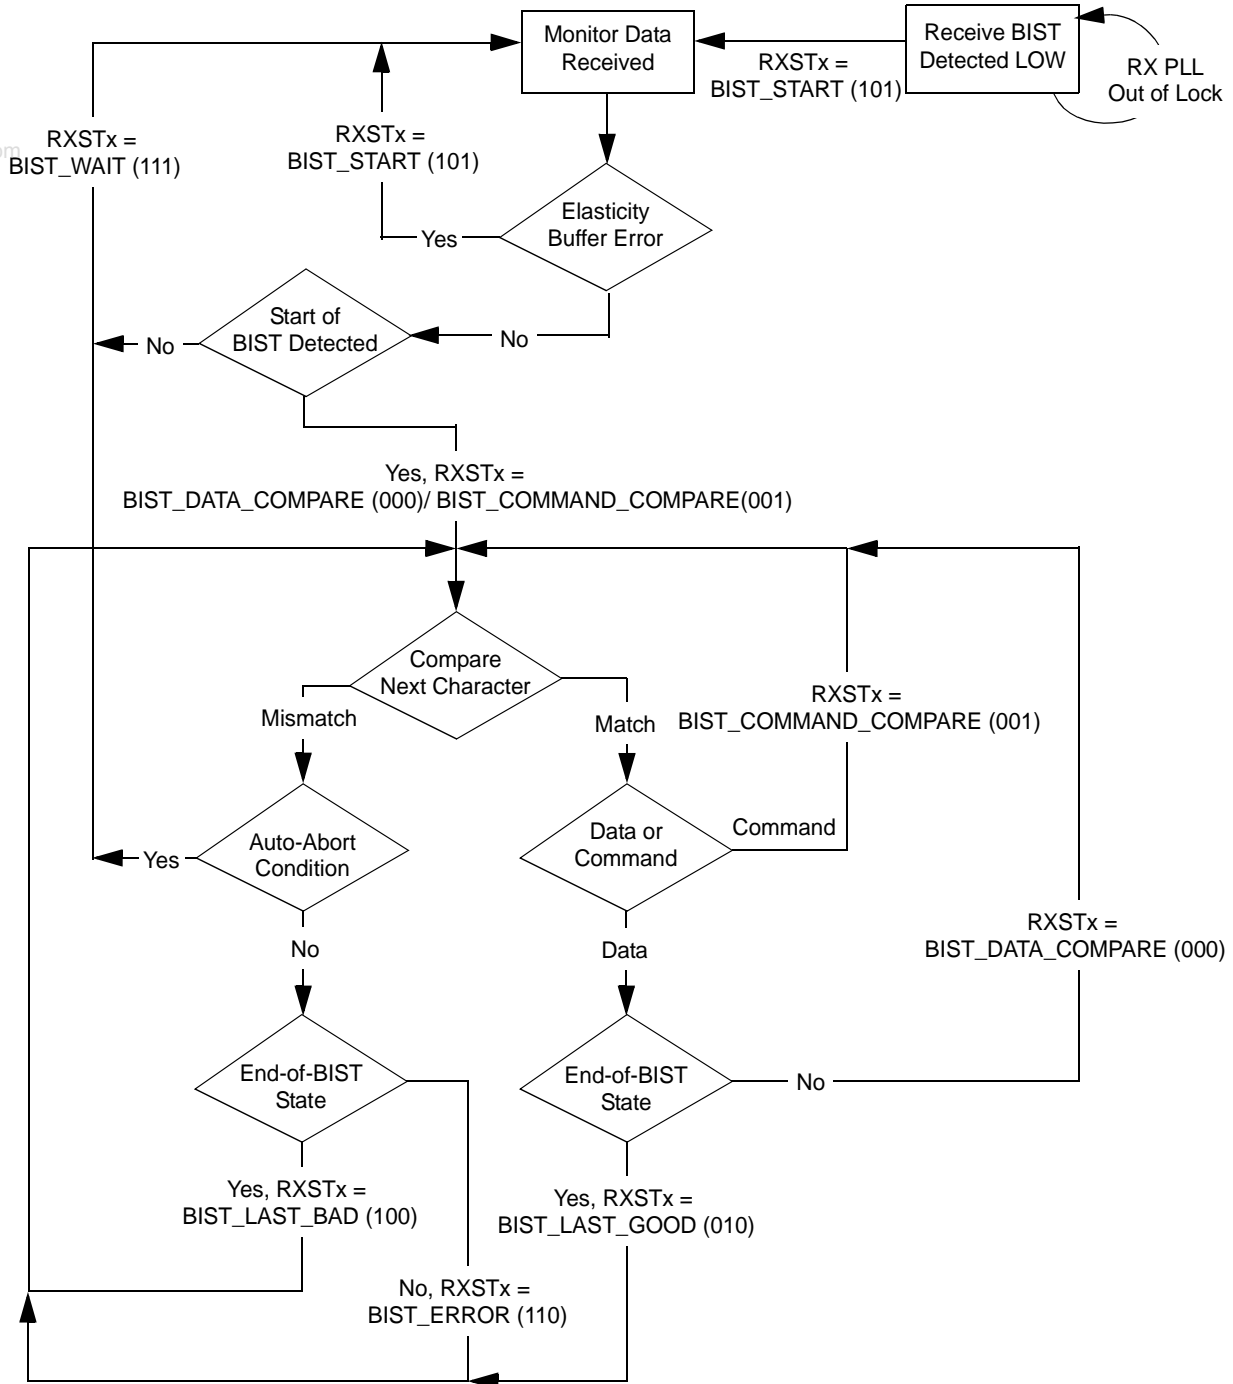 Monitor Data
Received
Receive BIST
Detected LOW
RX PLL
Out of Lock
RXSTx =
BIST_START (101)
RXSTx =
BIST_WAIT (111)
om
RXSTx =
BIST_START (101)
Elasticity
Buffer Error
Yes
No
Start of
BIST Detected
No
Yes, RXSTx =
BIST_DATA_COMPARE (000)/ BIST_COMMAND_COMPARE(001)
Compare
Next Character
Mismatch
Match
RXSTx =
BIST_COMMAND_COMPARE (001)
Auto-Abort
Condition
Yes
Data or
Command
Command
No
Data
RXSTx =
BIST_DATA_COMPARE (000)
End-of-BIST
State
End-of-BIST
State
No
Yes, RXSTx =
BIST_LAST_BAD (100)
Yes, RXSTx =
BIST_LAST_GOOD (010)
No, RXSTx =
BIST_ERROR (110)